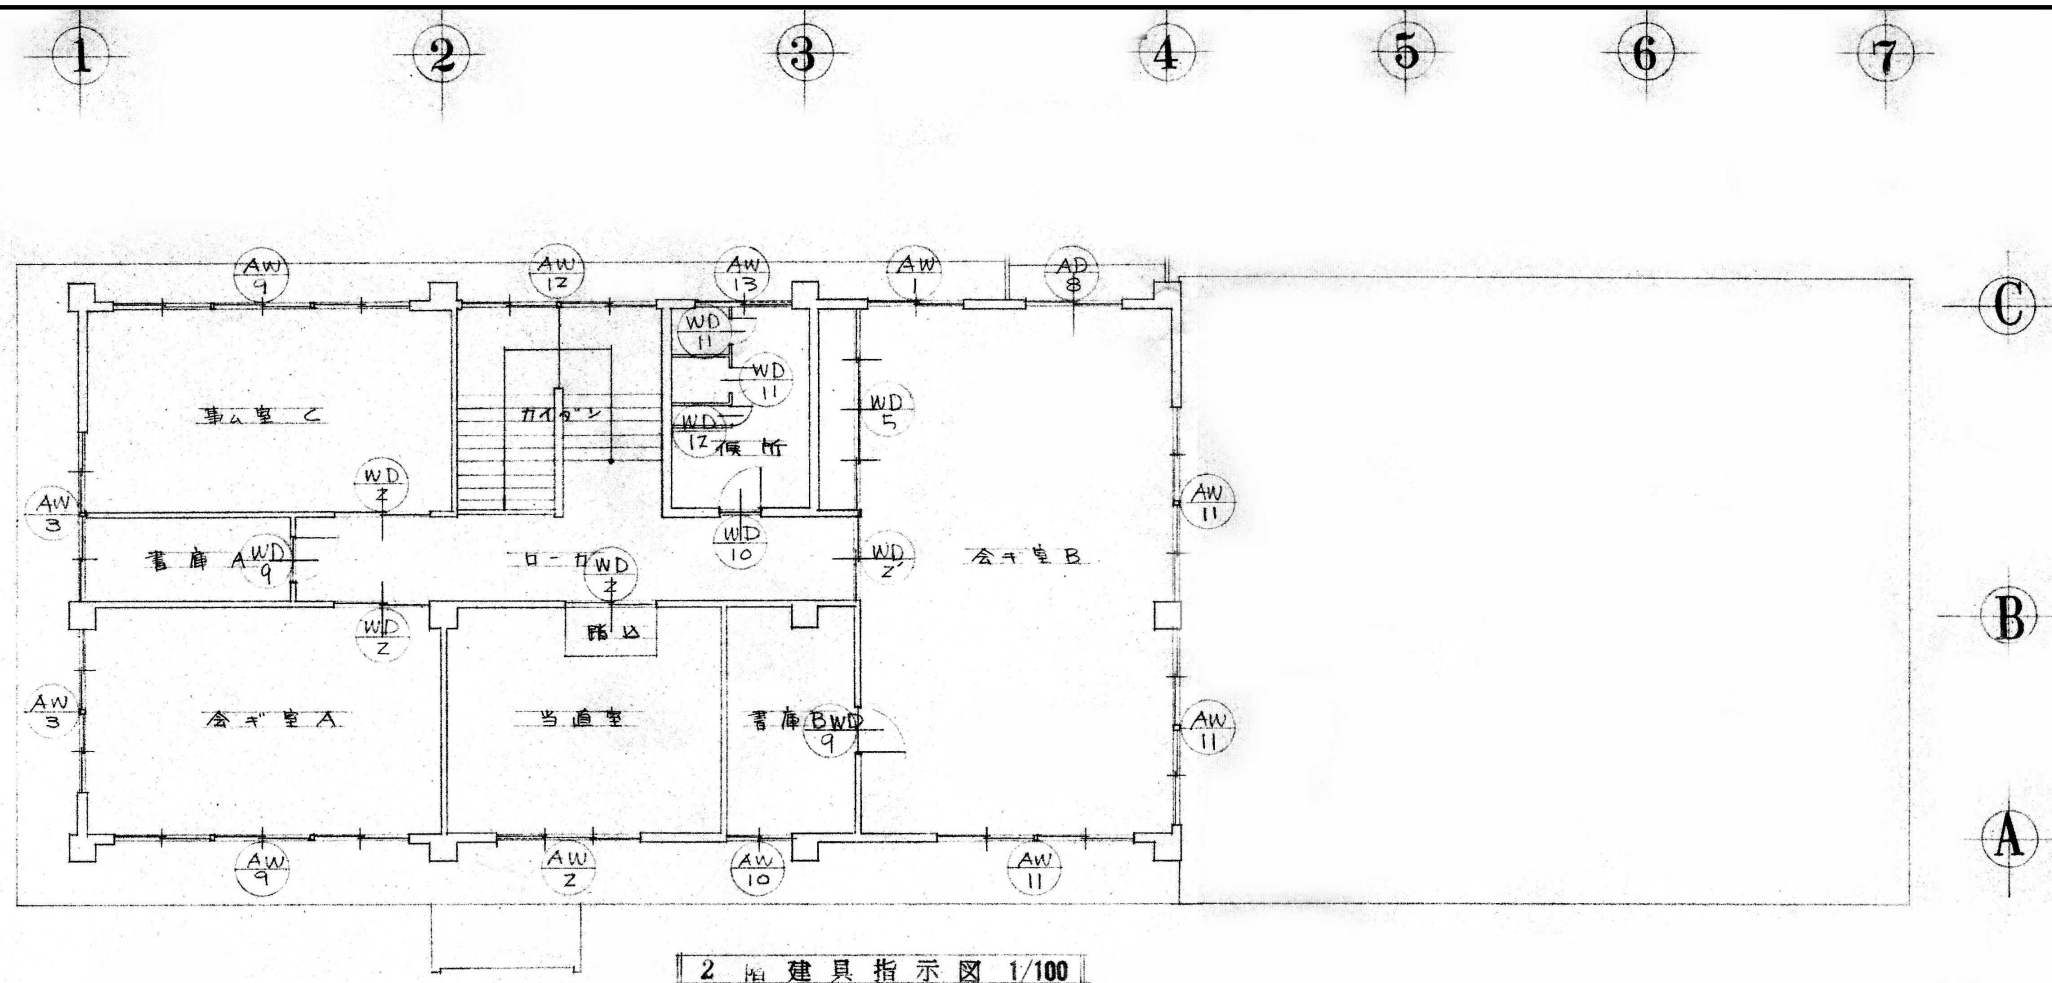 1 2 3 4 5 6 7
AW 9
AW 12
AW 13
AW 1
AD 8
C
WD 11
WD 11
事ム室 C
カイダン
WD 5
WD 12
便所
WD 2
AW 3
AW 11
WD 10
書庫 A
WD 9
ローカ
WD 2
WD 2'
会ギ室 B
B
WD 2
踏込
AW 3
会ギ室 A
当直室
書庫 B
WD 9
AW 11
A
AW 9
AW 2
AW 10
AW 11
2 階 建 具 指 示 図 1/100